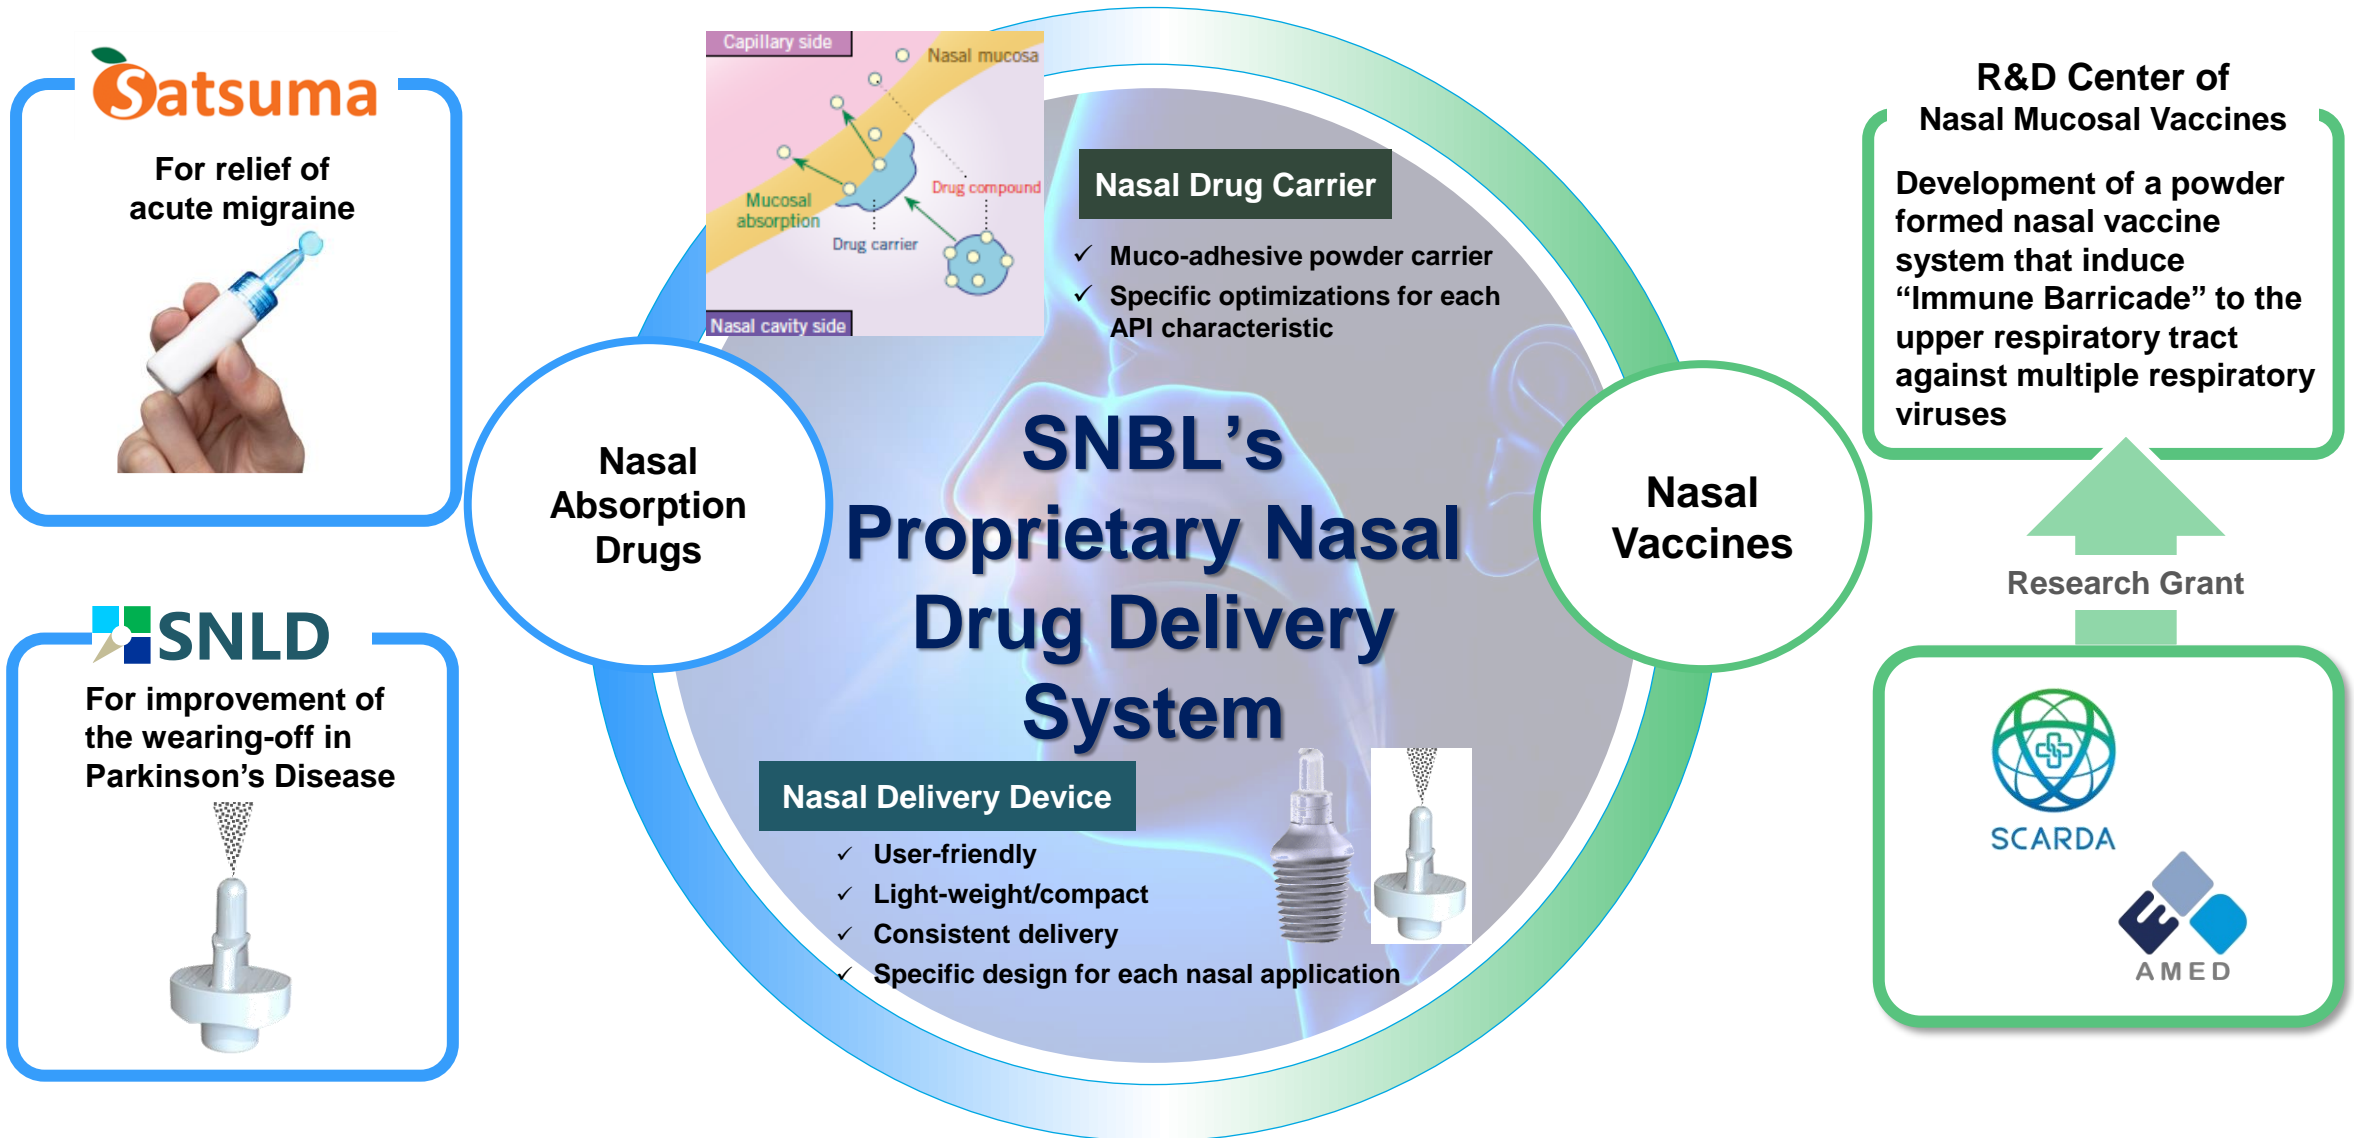 Satsuma
For relief of
acute migraine
SNLD
For improvement of
the wearing-off in
Parkinson's Disease
Nasal
Absorption
Drugs
Capillary side
Nasal mucosa
Drug compound
Mucosal
absorption
Drug carrier
Nasal cavity side
Nasal Drug Carrier
✓ Muco-adhesive powder carrier
✓ Specific optimizations for each
API characteristic
SNBL's
Proprietary Nasal
Drug Delivery
System
Nasal Delivery Device
✓ User-friendly
✓ Light-weight/compact
✓ Consistent delivery
✓ Specific design for each nasal application
Nasal
Vaccines
R&D Center of
Nasal Mucosal Vaccines
Development of a powder
formed nasal vaccine
system that induce
“Immune Barricade” to the
upper respiratory tract
against multiple respiratory
viruses
Research Grant
SCARDA
AMED